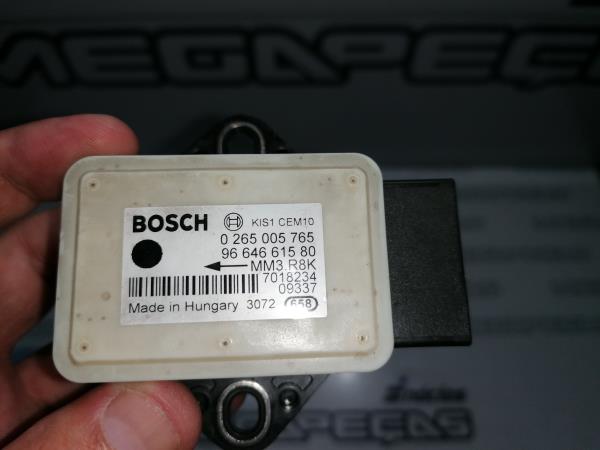 MEGAPEÇAS
BOSCH KIS1 CEM10
0 265 005 765
96 646 615 80
MM3.R8K
7018234
09337
Made in Hungary 3072 658
PEÇAS